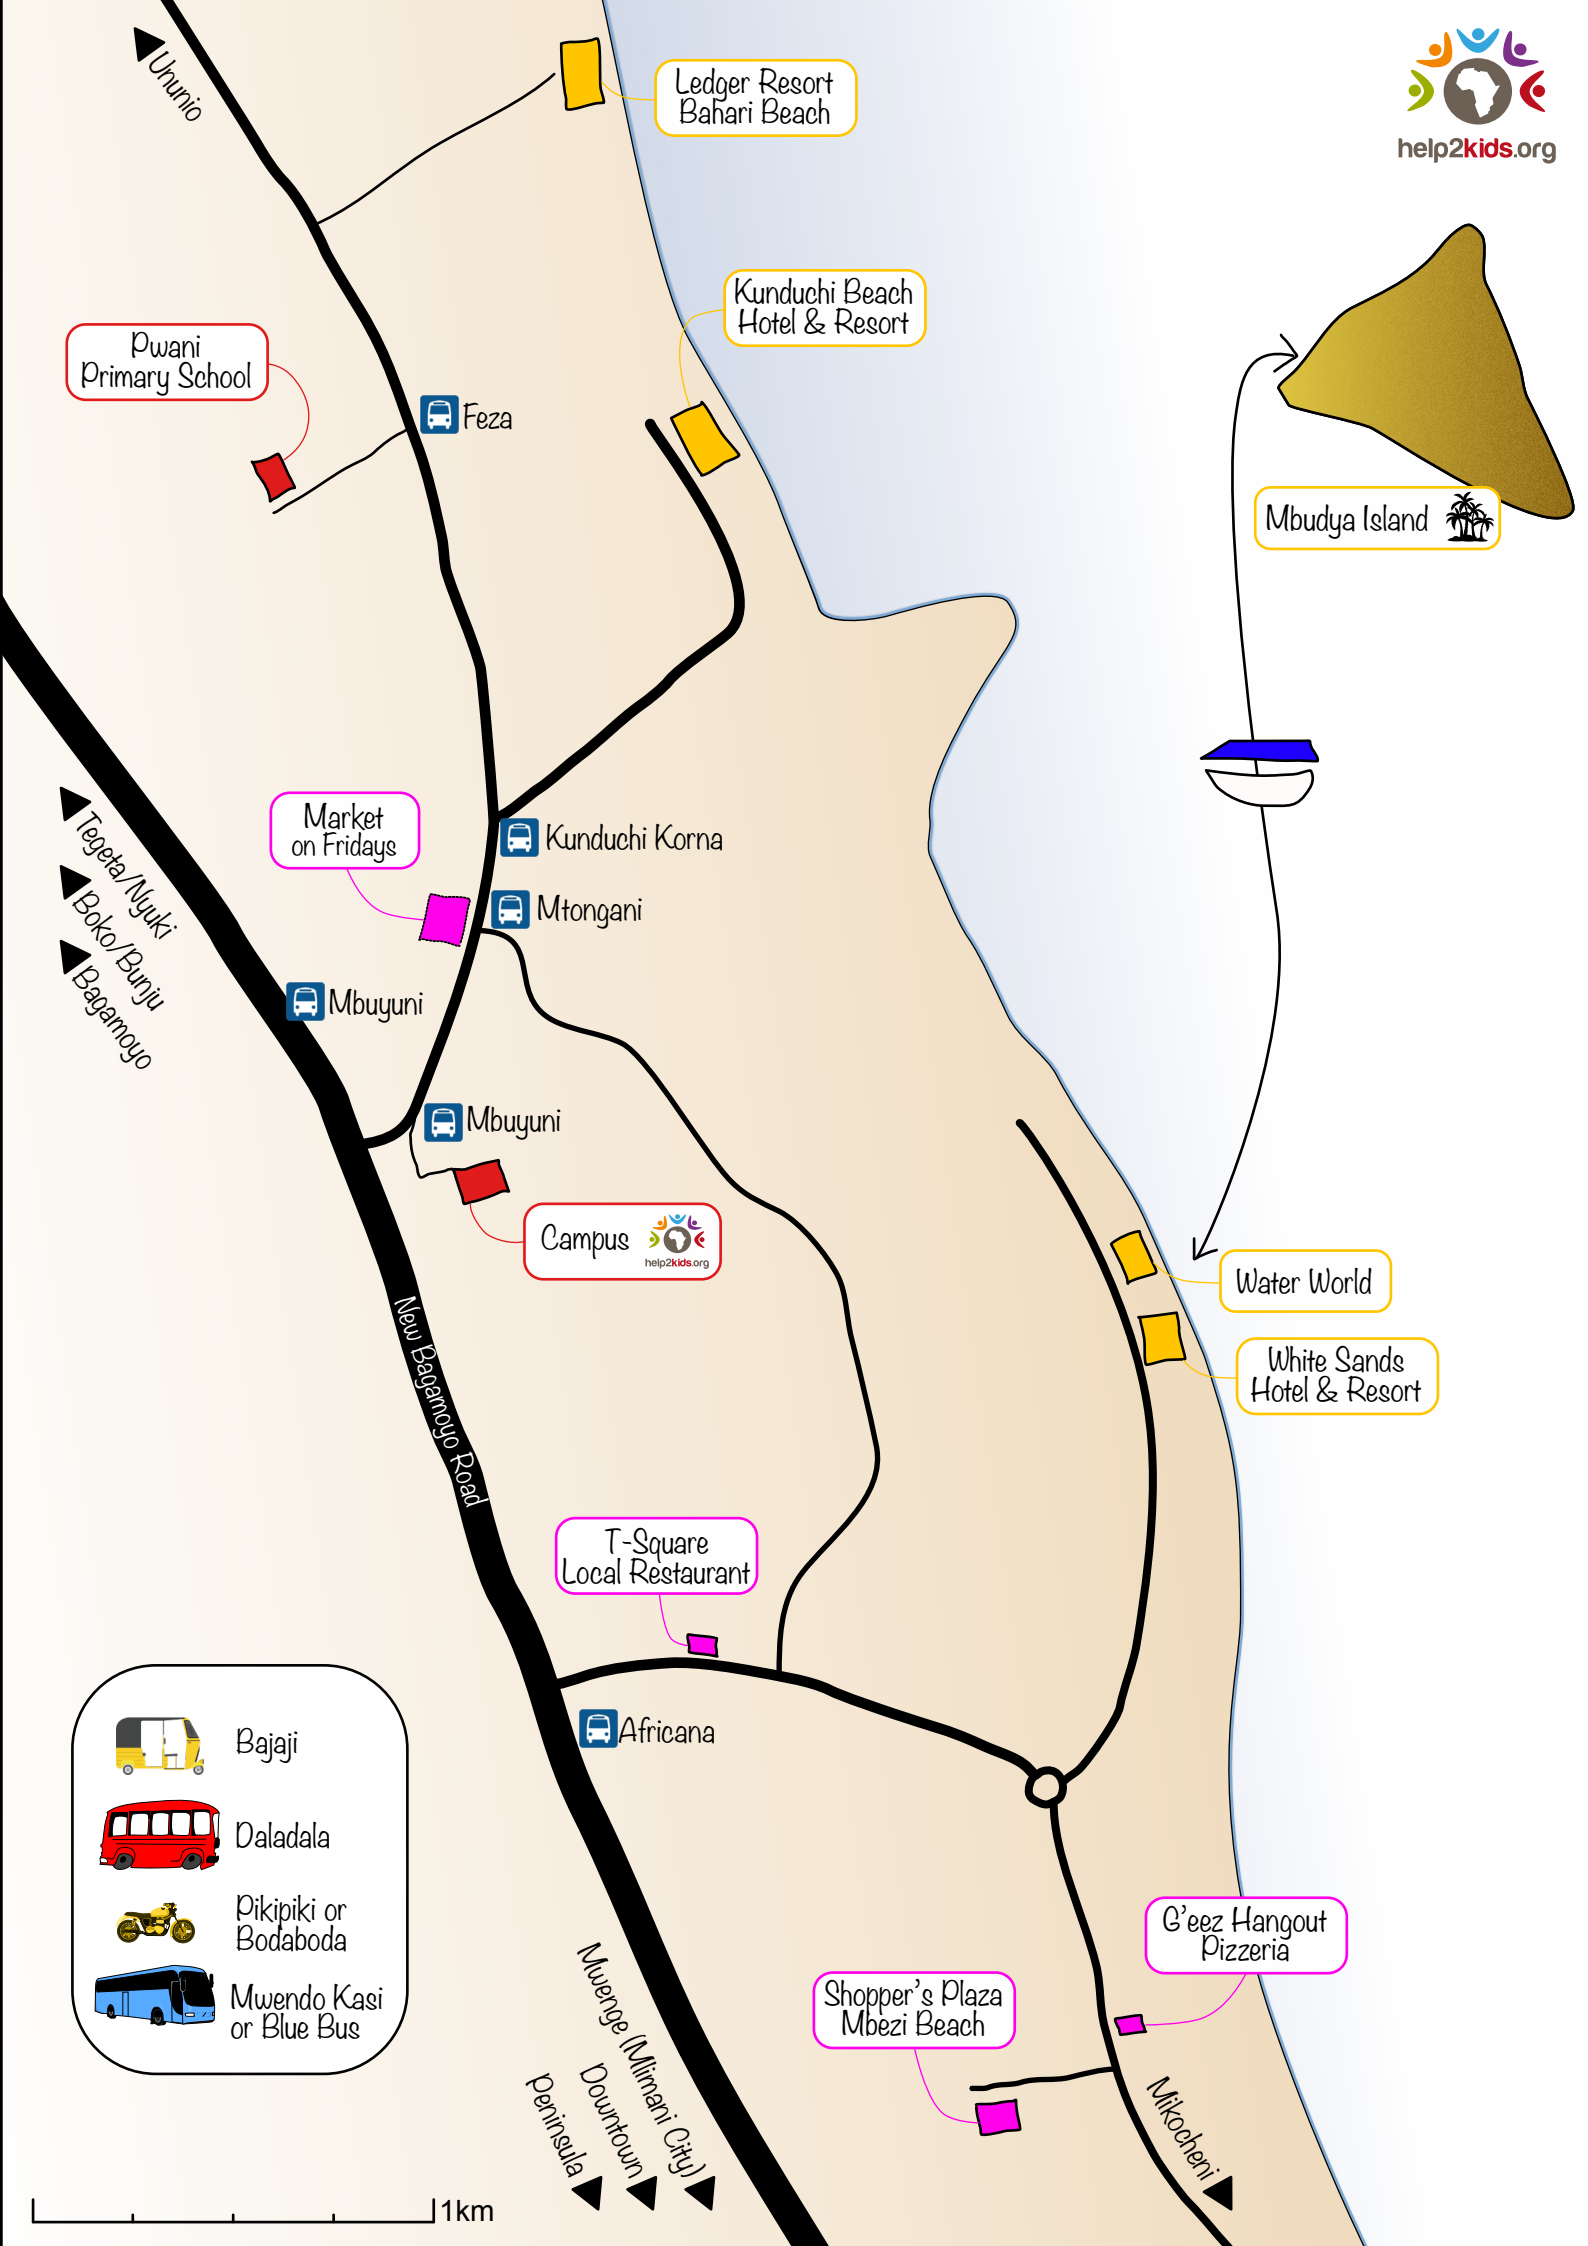 Ununio
Ledger Resort
Bahari Beach
help2kids.org
Kunduchi Beach
Hotel & Resort
Pwani
Primary School
Feza
Mbudya Island
Market
on Fridays
Kunduchi Korna
Mtongani
Tegeta/Nyuki
Boko/Bunju
Bagamoyo
Mbuyuni
Mbuyuni
Campus
help2kids.org
Water World
New Bagamoyo Road
White Sands
Hotel & Resort
T-Square
Local Restaurant
Africana
Bajaji
Daladala
Pikipiki or
Bodaboda
Mwendo Kasi
or Blue Bus
G'eez Hangout
Pizzeria
Shopper's Plaza
Mbezi Beach
Mwenge (Mlimani City)
Downtown
Peninsula
Mikocheni
1km